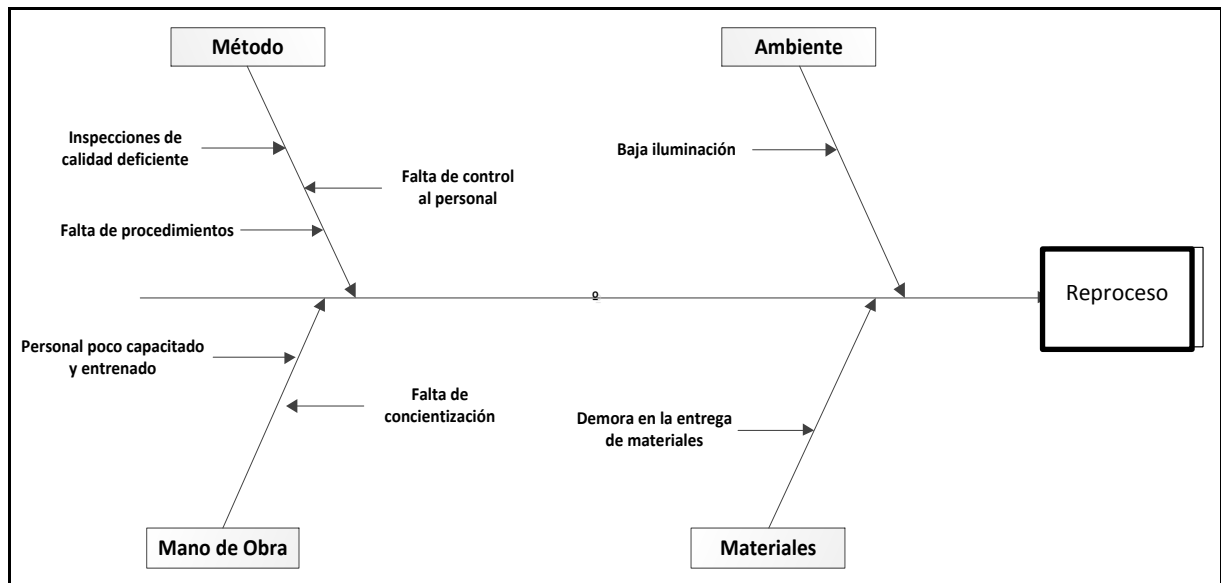 Método
Ambiente
Inspecciones de
calidad deficiente
Baja iluminación
Falta de control
al personal
Falta de procedimientos
º
Reproceso
Personal poco capacitado
y entrenado
Falta de
concientización
Demora en la entrega
de materiales
Mano de Obra
Materiales